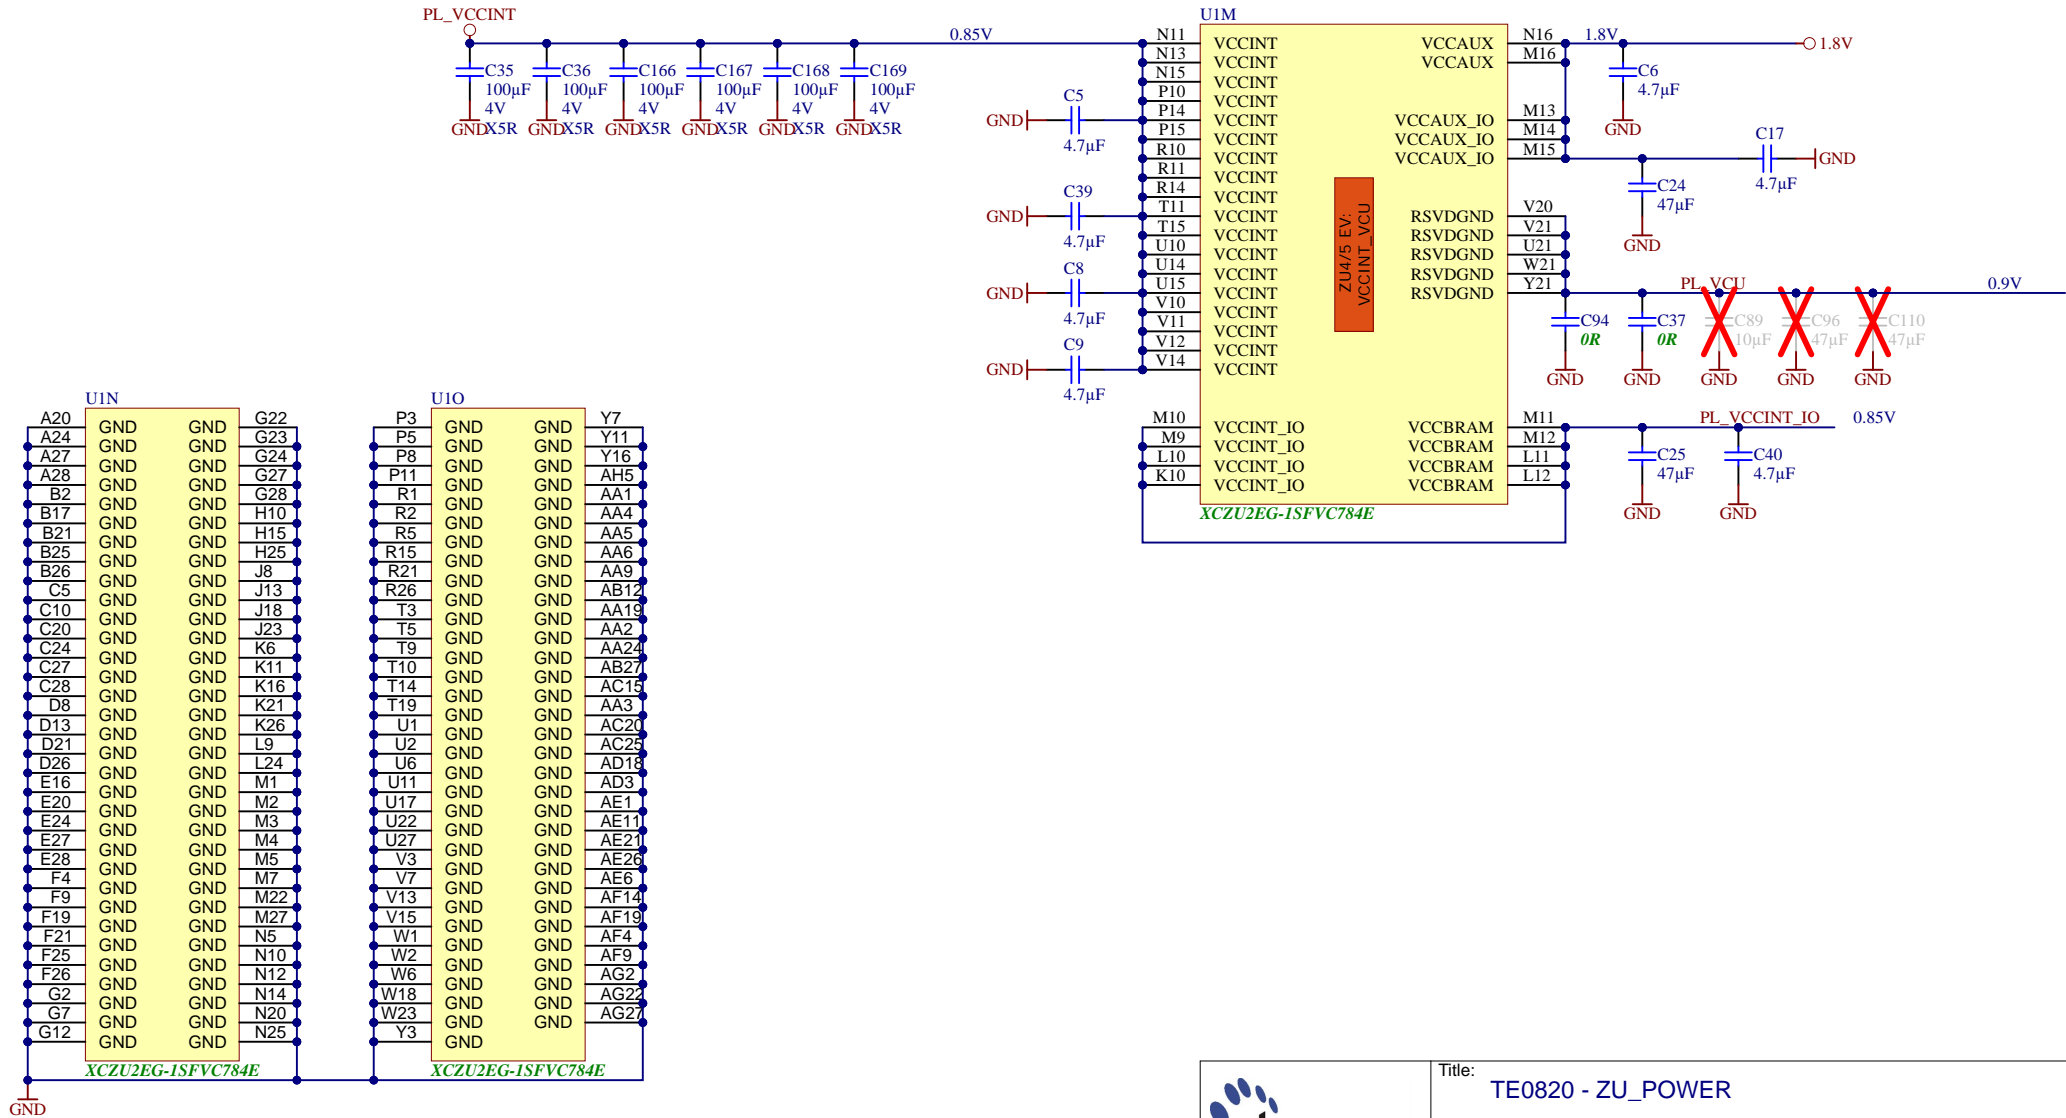 PL_VCCINT
0.85V
C35
100µF
4V
X5R
GND
C36
100µF
4V
X5R
GND
C166
100µF
4V
X5R
GND
C167
100µF
4V
X5R
GND
C168
100µF
4V
X5R
GND
C169
100µF
4V
X5R
GND
C5
GND
4.7µF
C39
GND
4.7µF
C8
GND
4.7µF
C9
GND
4.7µF
U1M
N11 VCCINT VCCAUX N16 1.8V 1.8V
N13 VCCINT VCCAUX M16
N15 VCCINT
P10 VCCINT
P14 VCCINT VCCAUX_IO M13
P15 VCCINT VCCAUX_IO M14
R10 VCCINT VCCAUX_IO M15
R11 VCCINT
R14 VCCINT
T11 VCCINT RSVDGND V20
T15 VCCINT RSVDGND V21
U10 VCCINT RSVDGND U21
U14 VCCINT RSVDGND W21
U15 VCCINT RSVDGND Y21
V10 VCCINT
V11 VCCINT
V12 VCCINT
V14 VCCINT
M10 VCCINT_IO VCCBRAM M11
M9 VCCINT_IO VCCBRAM M12
L10 VCCINT_IO VCCBRAM L11
K10 VCCINT_IO VCCBRAM L12
ZU4/5 EV:
VCCINT_VCU
XCZU2EG-1SFVC784E
C6
4.7µF
GND
C17
GND
4.7µF
C24
47µF
GND
PL_VCU
0.9V
C94
0R
GND
C37
0R
GND
C89
10µF
GND
C96
47µF
GND
C110
47µF
GND
PL_VCCINT_IO 0.85V
C25
47µF
GND
C40
4.7µF
GND
U1N
A20 GND GND G22
A24 GND GND G23
A27 GND GND G24
A28 GND GND G27
B2 GND GND G28
B17 GND GND H10
B21 GND GND H15
B25 GND GND H25
B26 GND GND J8
C5 GND GND J13
C10 GND GND J18
C20 GND GND J23
C24 GND GND K6
C27 GND GND K11
C28 GND GND K16
D8 GND GND K21
D13 GND GND K26
D21 GND GND L9
D26 GND GND L24
E16 GND GND M1
E20 GND GND M2
E24 GND GND M3
E27 GND GND M4
E28 GND GND M5
F4 GND GND M7
F9 GND GND M22
F19 GND GND M27
F21 GND GND N5
F25 GND GND N10
F26 GND GND N12
G2 GND GND N14
G7 GND GND N20
G12 GND GND N25
XCZU2EG-1SFVC784E
GND
U1O
P3 GND GND Y7
P5 GND GND Y11
P8 GND GND Y16
P11 GND GND AH5
R1 GND GND AA1
R2 GND GND AA4
R5 GND GND AA5
R15 GND GND AA6
R21 GND GND AA9
R26 GND GND AB12
T3 GND GND AA19
T5 GND GND AA2
T9 GND GND AA24
T10 GND GND AB27
T14 GND GND AC15
T19 GND GND AA3
U1 GND GND AC20
U2 GND GND AC25
U6 GND GND AD18
U11 GND GND AD3
U17 GND GND AE1
U22 GND GND AE11
U27 GND GND AE21
V3 GND GND AE26
V7 GND GND AE6
V13 GND GND AF14
V15 GND GND AF19
W1 GND GND AF4
W2 GND GND AF9
W6 GND GND AG2
W18 GND GND AG22
W23 GND GND AG27
Y3 GND
XCZU2EG-1SFVC784E
Title:
TE0820 - ZU_POWER